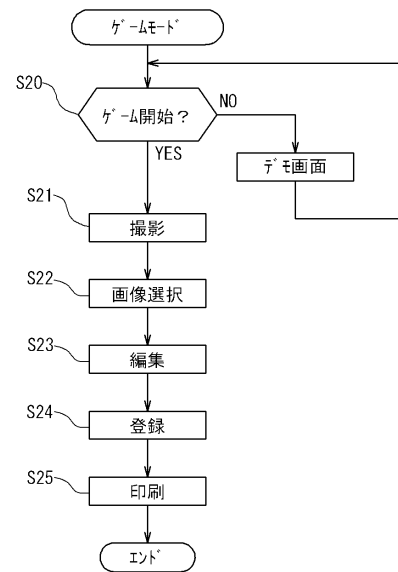 ｹﾞｰﾑﾓｰﾄﾞ
S20
ｹﾞｰﾑ開始？
NO
YES
ﾃﾞﾓ画面
S21
撮影
S22
画像選択
S23
編集
S24
登録
S25
印刷
ｴﾝﾄﾞ